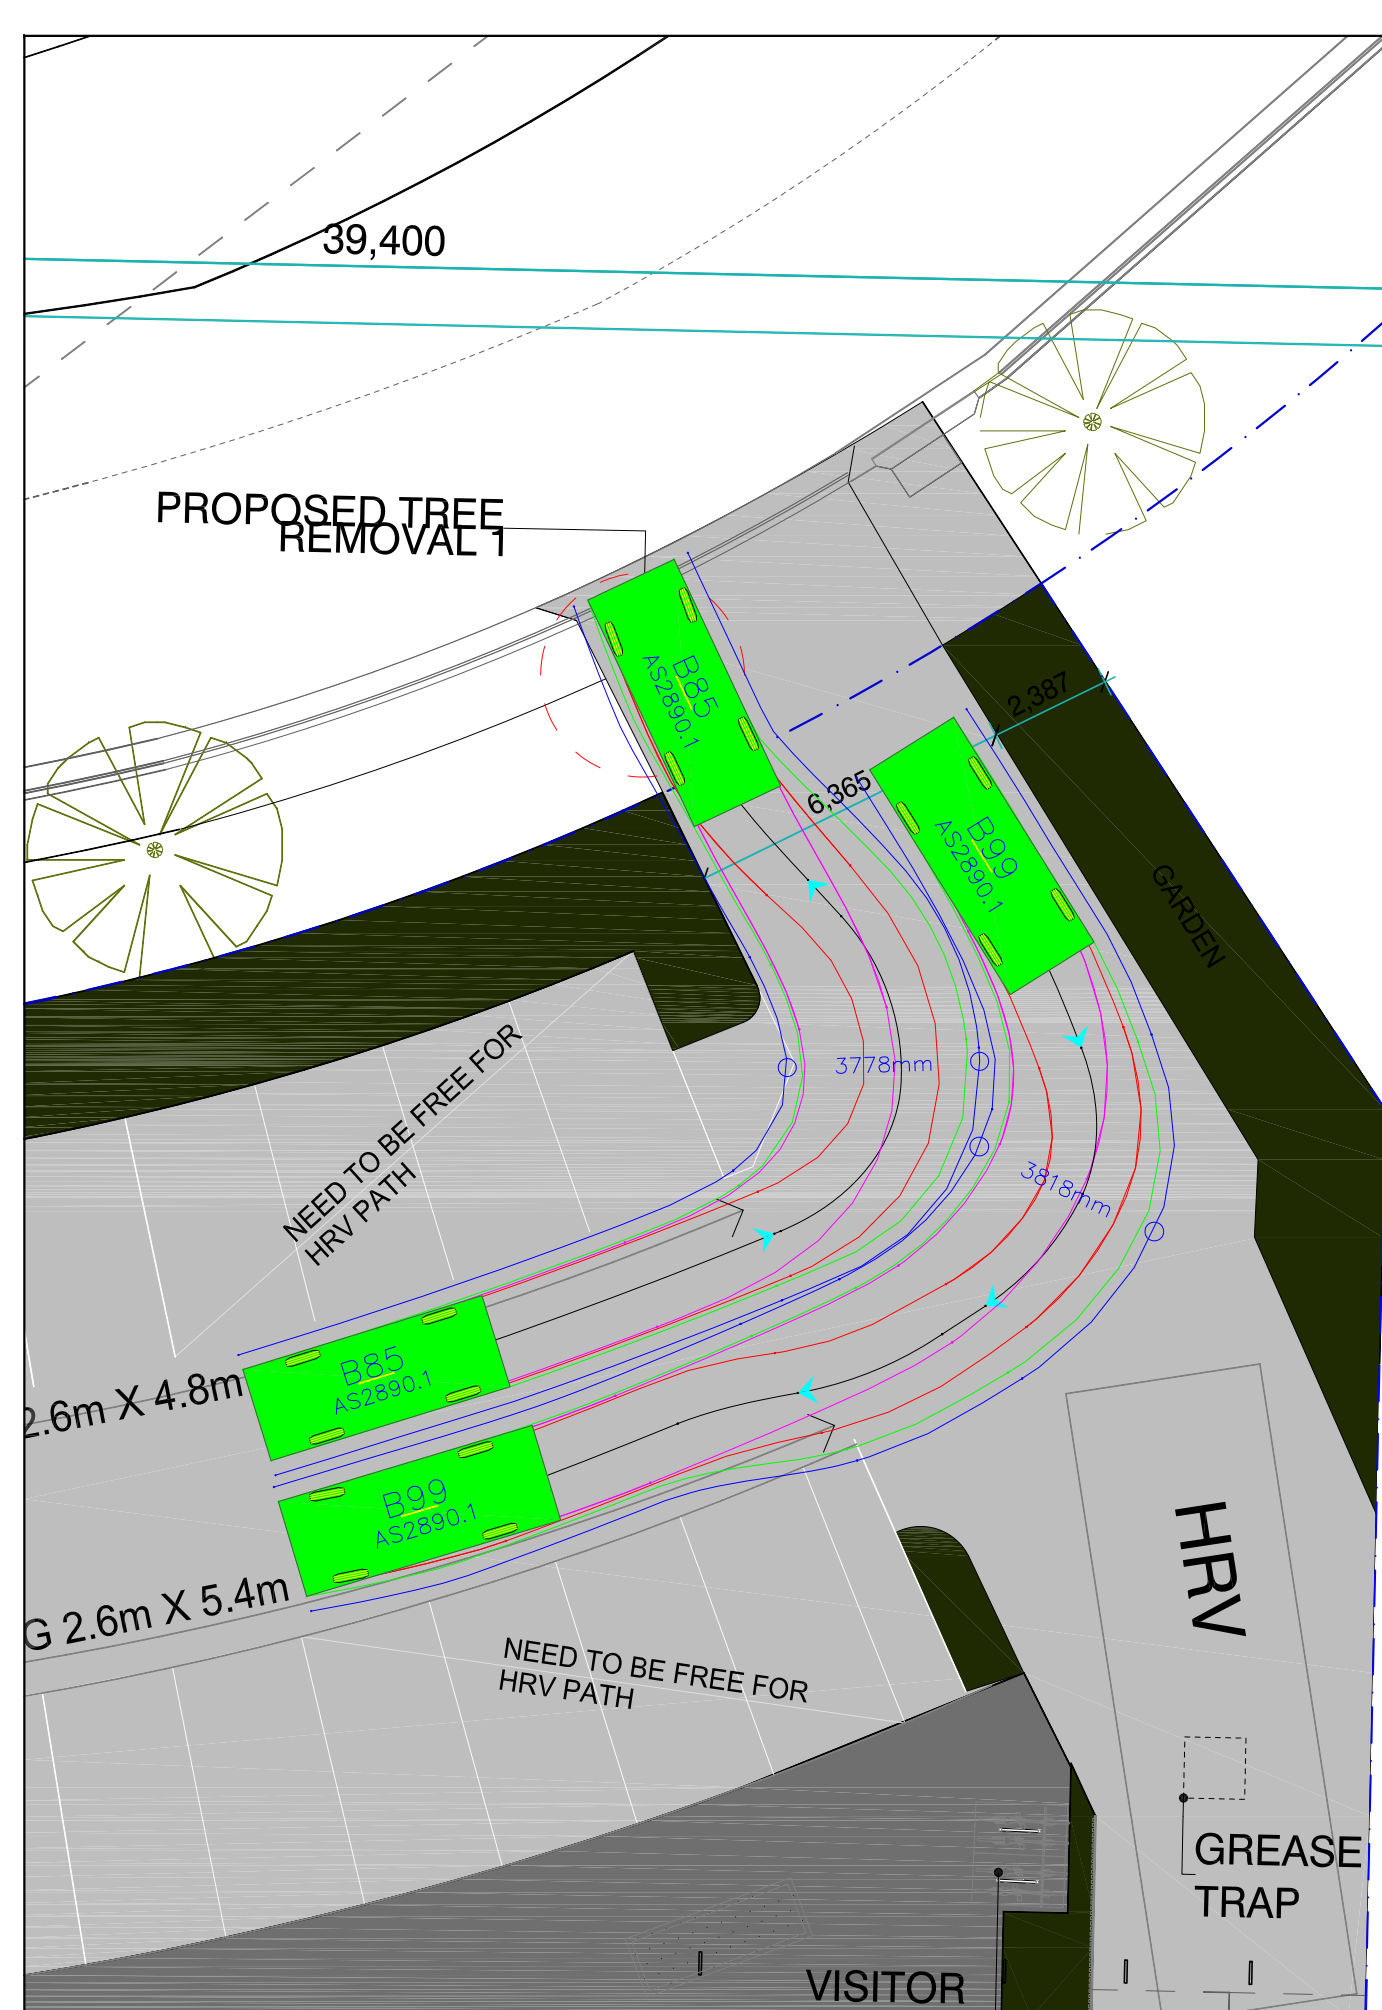 39,400
PROPOSED TREE
REMOVAL 1
B85
AS2890.1
2,387
6,365
B99
AS2890.1
GARDEN
NEED TO BE FREE FOR
HRV PATH
3778mm
3818mm
B85
AS2890.1
2.6m X 4.8m
B99
AS2890.1
G 2.6m X 5.4m
HRV
NEED TO BE FREE FOR
HRV PATH
GREASE
TRAP
VISITOR